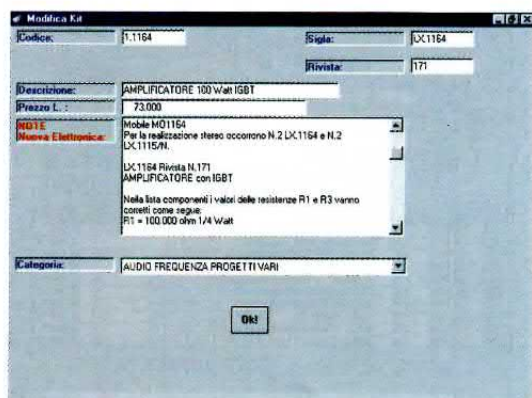 Modifica Kit
Codice: 1.1164 Sigla: LX.1164
Rivista: 171
Descrizione: AMPLIFICATORE 100 Watt IGBT
Prezzo L. : 73.000
NOTE
Nuova Elettronica:
Mobile MO1164
Per la realizzazione stereo occorrono N.2 LX.1164 e N.2
LX.1115/N.
LX.1164 Rivista N.171
AMPLIFICATORE con IGBT
Nella lista componenti i valori delle resistenze R1 e R3 vanno
corretti come segue:
R1 = 100.000 ohm 1/4 Watt
Categoria: AUDIO FREQUENZA PROGETTI VARI
Ok!